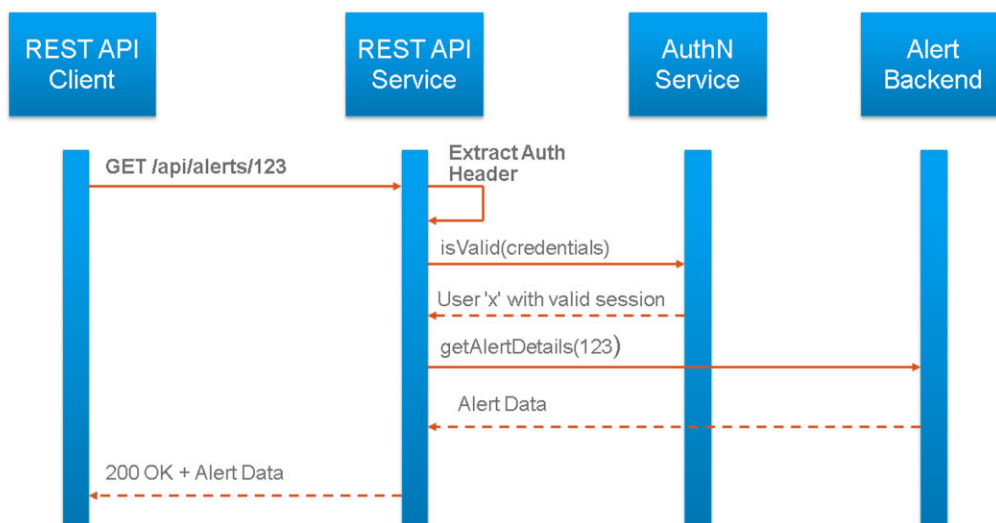 REST API
Client
REST API
Service
AuthN
Service
Alert
Backend
GET /api/alerts/123
Extract Auth
Header
isValid(credentials)
User 'x' with valid session
getAlertDetails(123)
Alert Data
200 OK + Alert Data